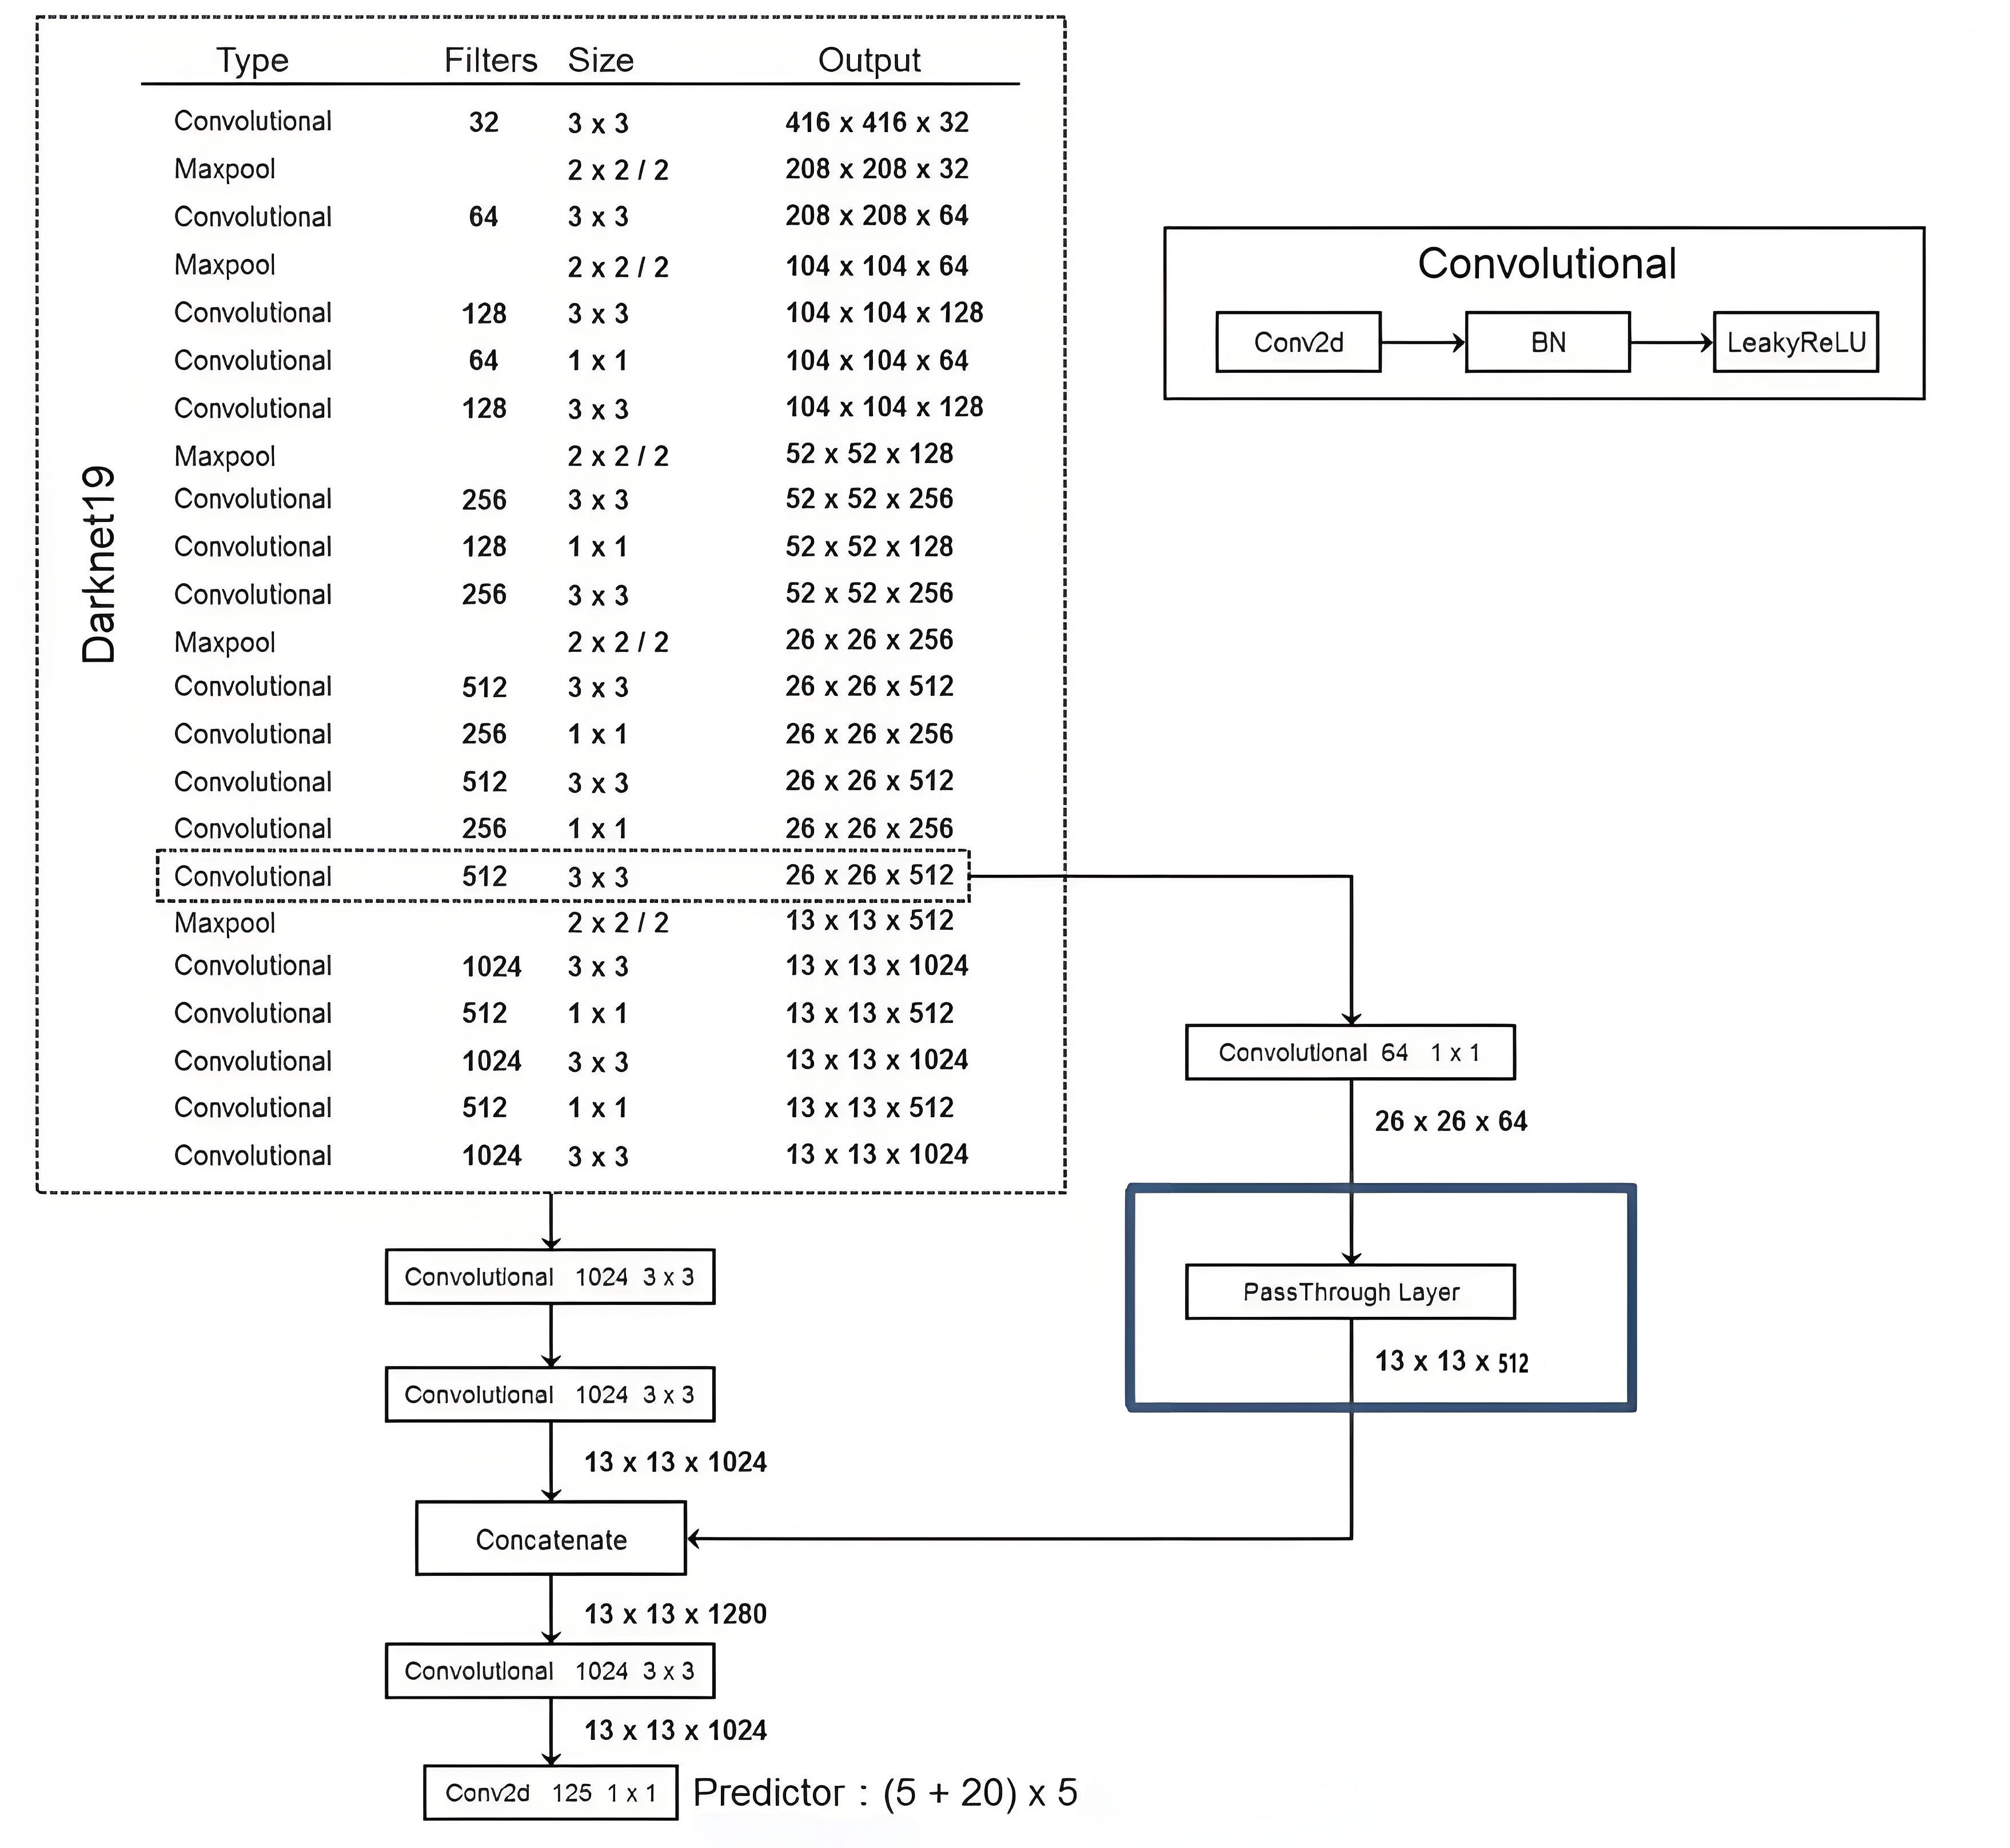 Type Filters Size Output
Convolutional 32 3 x 3 416 x 416 x 32
Maxpool 2 x 2 / 2 208 x 208 x 32
Convolutional 64 3 x 3 208 x 208 x 64
Maxpool 2 x 2 / 2 104 x 104 x 64
Convolutional 128 3 x 3 104 x 104 x 128
Convolutional 64 1 x 1 104 x 104 x 64
Convolutional 128 3 x 3 104 x 104 x 128
Maxpool 2 x 2 / 2 52 x 52 x 128
Convolutional 256 3 x 3 52 x 52 x 256
Convolutional 128 1 x 1 52 x 52 x 128
Convolutional 256 3 x 3 52 x 52 x 256
Maxpool 2 x 2 / 2 26 x 26 x 256
Convolutional 512 3 x 3 26 x 26 x 512
Convolutional 256 1 x 1 26 x 26 x 256
Convolutional 512 3 x 3 26 x 26 x 512
Convolutional 256 1 x 1 26 x 26 x 256
Convolutional 512 3 x 3 26 x 26 x 512
Maxpool 2 x 2 / 2 13 x 13 x 512
Convolutional 1024 3 x 3 13 x 13 x 1024
Convolutional 512 1 x 1 13 x 13 x 512
Convolutional 1024 3 x 3 13 x 13 x 1024
Convolutional 512 1 x 1 13 x 13 x 512
Convolutional 1024 3 x 3 13 x 13 x 1024
Darknet19
Convolutional
Conv2d BN LeakyReLU
Convolutional 64 1 x 1
26 x 26 x 64
PassThrough Layer
13 x 13 x 512
Convolutional 1024 3 x 3
Convolutional 1024 3 x 3
13 x 13 x 1024
Concatenate
13 x 13 x 1280
Convolutional 1024 3 x 3
13 x 13 x 1024
Conv2d 125 1 x 1
Predictor : (5 + 20) x 5